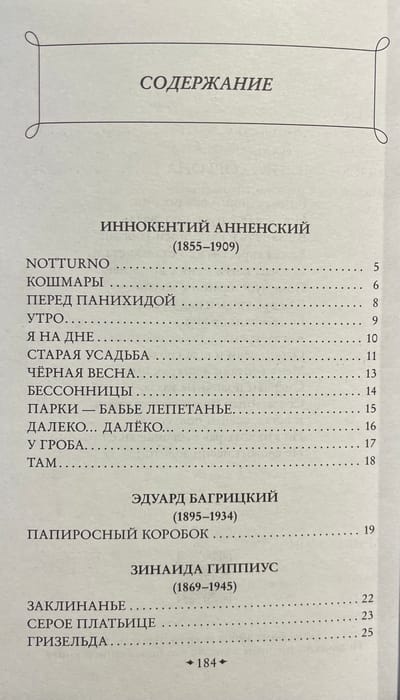 СОДЕРЖАНИЕ
ИННОКЕНТИЙ АННЕНСКИЙ
(1855–1909)
NOTTURNO 5
КОШМАРЫ 6
ПЕРЕД ПАНИХИДОЙ 8
УТРО 9
Я НА ДНЕ 10
СТАРАЯ УСАДЬБА 11
ЧЁРНАЯ ВЕСНА 13
БЕССОННИЦЫ 14
ПАРКИ — БАБЬЕ ЛЕПЕТАНЬЕ 15
ДАЛЕКО... ДАЛЁКО... 16
У ГРОБА 17
ТАМ 18
ЭДУАРД БАГРИЦКИЙ
(1895–1934)
ПАПИРОСНЫЙ КОРОБОК 19
ЗИНАИДА ГИППИУС
(1869–1945)
ЗАКЛИНАНЬЕ 22
СЕРОЕ ПЛАТЬИЦЕ 23
ГРИЗЕЛЬДА 25
184